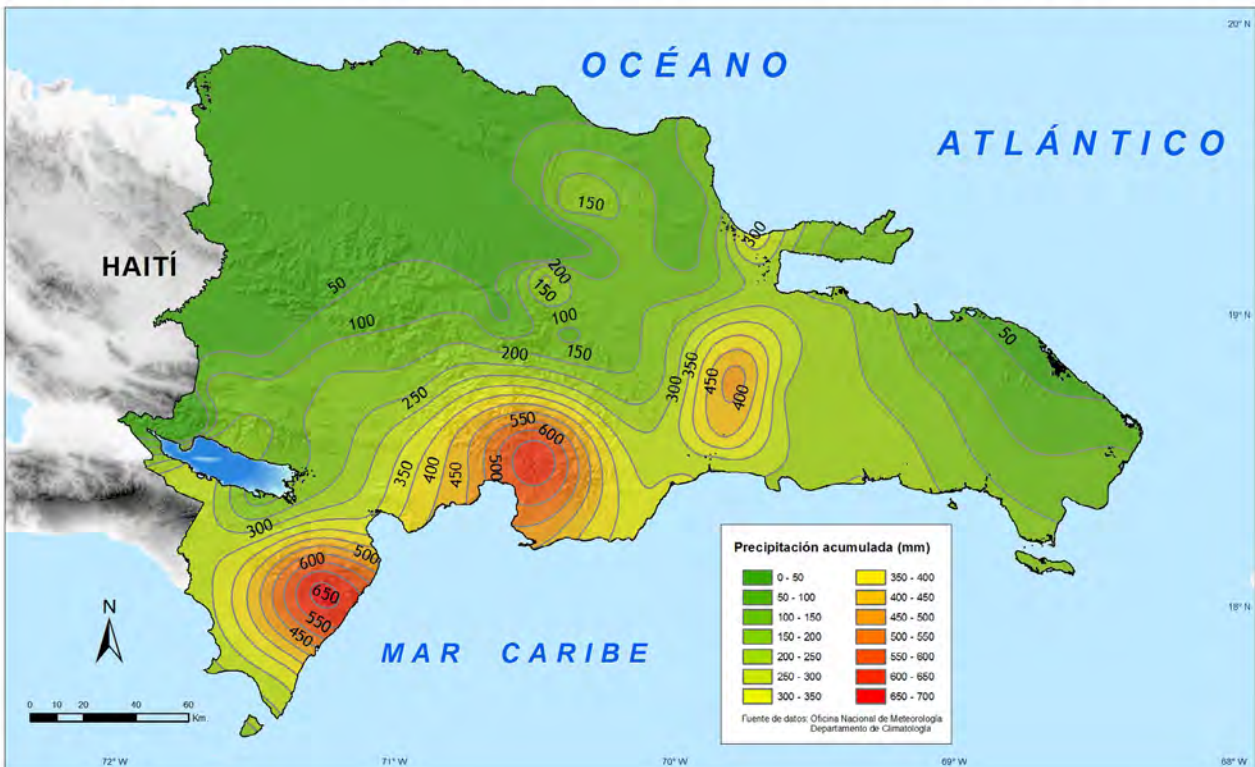 20° N
OCÉANO
ATLÁNTICO
150
HAITÍ
300
200
50
150
19° N
100
100
50
200
150
350
300
450
250
400
550
600
350
400
450
500
300
500
600
650
550
450
N
18° N
MAR CARIBE
0 10 20 40 60
Km
Precipitación acumulada (mm)
0 - 50
50 - 100
100 - 150
150 - 200
200 - 250
250 - 300
300 - 350
350 - 400
400 - 450
450 - 500
500 - 550
550 - 600
600 - 650
650 - 700
Fuente de datos: Oficina Nacional de Meteorología
Departamento de Climatología
72° W
71° W
70° W
69° W
68° W